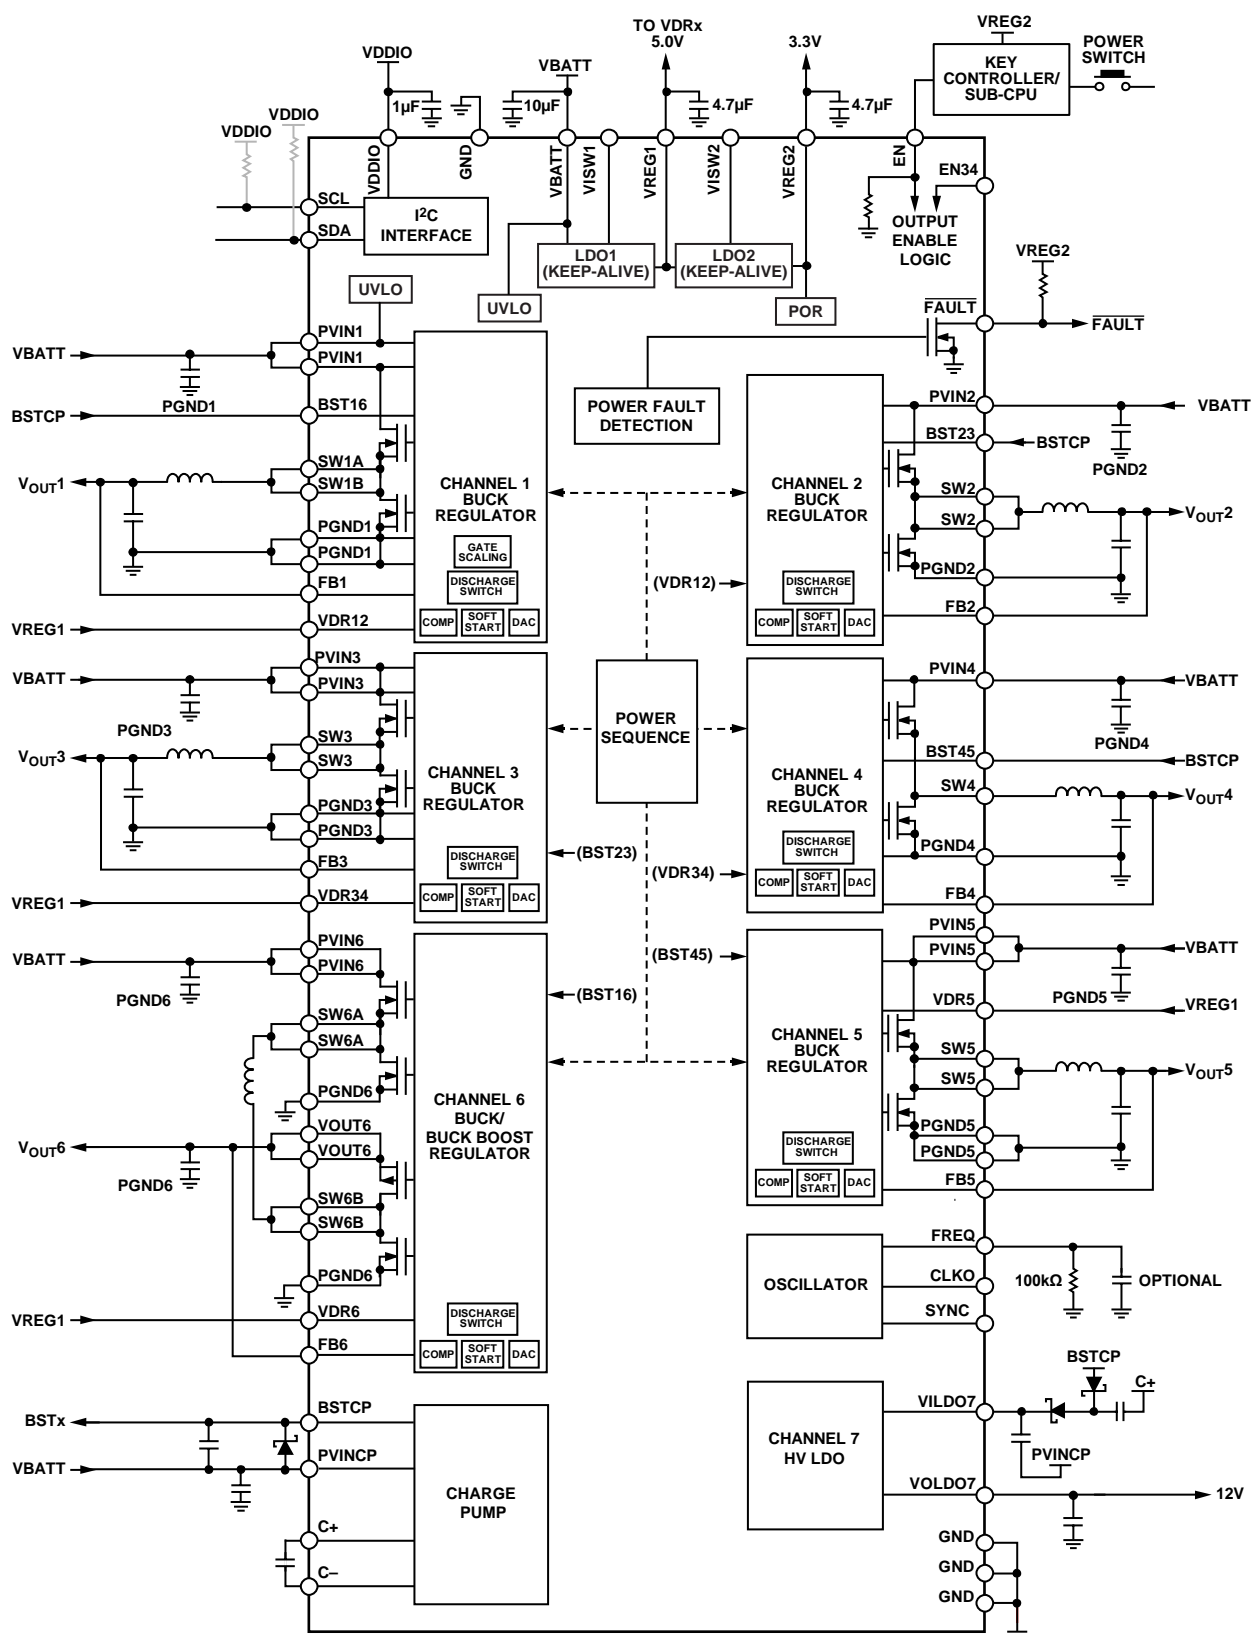 TO VDRx
5.0V
3.3V
VREG2
POWER
SWITCH
KEY
CONTROLLER/
SUB-CPU
VDDIO
VBATT
1µF
10µF
4.7µF
4.7µF
VDDIO
VDDIO
VDDIO
GND
VBATT
VISW1
VREG1
VISW2
VREG2
EN
EN34
SCL
SDA
I2C
INTERFACE
OUTPUT
ENABLE
LOGIC
LDO1
(KEEP-ALIVE)
LDO2
(KEEP-ALIVE)
UVLO
UVLO
POR
VREG2
FAULT
FAULT
VBATT
PVIN1
PVIN1
PGND1
BSTCP
BST16
VOUT1
SW1A
SW1B
PGND1
PGND1
FB1
VREG1
VDR12
CHANNEL 1
BUCK
REGULATOR
GATE
SCALING
DISCHARGE
SWITCH
COMP
SOFT
START
DAC
POWER FAULT
DETECTION
CHANNEL 2
BUCK
REGULATOR
(VDR12)
DISCHARGE
SWITCH
COMP
SOFT
START
DAC
PVIN2
VBATT
BST23
BSTCP
PGND2
SW2
SW2
VOUT2
PGND2
FB2
VBATT
PVIN3
PVIN3
PGND3
VOUT3
SW3
SW3
PGND3
PGND3
FB3
VREG1
VDR34
CHANNEL 3
BUCK
REGULATOR
(BST23)
DISCHARGE
SWITCH
COMP
SOFT
START
DAC
POWER
SEQUENCE
CHANNEL 4
BUCK
REGULATOR
(VDR34)
DISCHARGE
SWITCH
COMP
SOFT
START
DAC
PVIN4
VBATT
PGND4
BST45
BSTCP
SW4
VOUT4
PGND4
FB4
VBATT
PVIN6
PVIN6
PGND6
SW6A
SW6A
PGND6
VOUT6
VOUT6
VOUT6
PGND6
SW6B
SW6B
PGND6
VREG1
VDR6
FB6
(BST16)
CHANNEL 6
BUCK/
BUCK BOOST
REGULATOR
DISCHARGE
SWITCH
COMP
SOFT
START
DAC
(BST45)
CHANNEL 5
BUCK
REGULATOR
DISCHARGE
SWITCH
COMP
SOFT
START
DAC
PVIN5
PVIN5
VBATT
PGND5
VDR5
VREG1
SW5
SW5
VOUT5
PGND5
PGND5
FB5
OSCILLATOR
FREQ
CLKO
SYNC
100kΩ
OPTIONAL
BSTx
BSTCP
VBATT
PVINCP
C+
C–
CHARGE
PUMP
CHANNEL 7
HV LDO
VILDO7
BSTCP
C+
PVINCP
VOLDO7
12V
GND
GND
GND